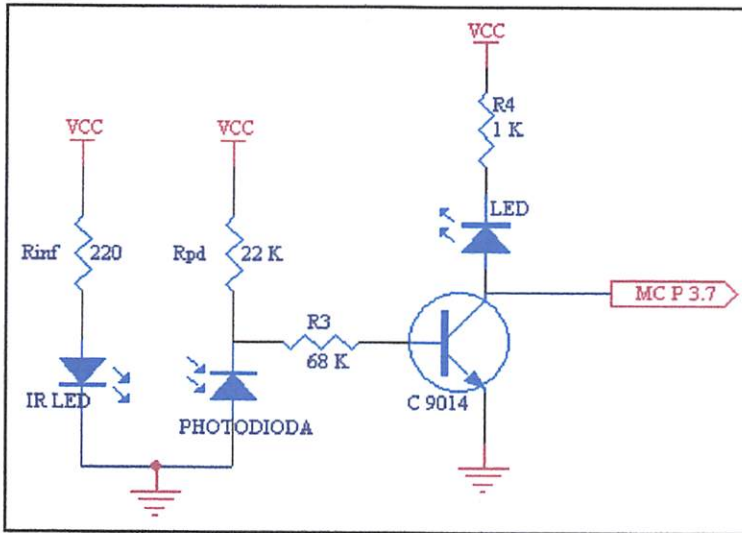 VCC
R4
1 K
VCC
VCC
LED
Rinf
220
Rpd
22 K
MC P 3.7
R3
68 K
IR LED
PHOTODIODA
C 9014